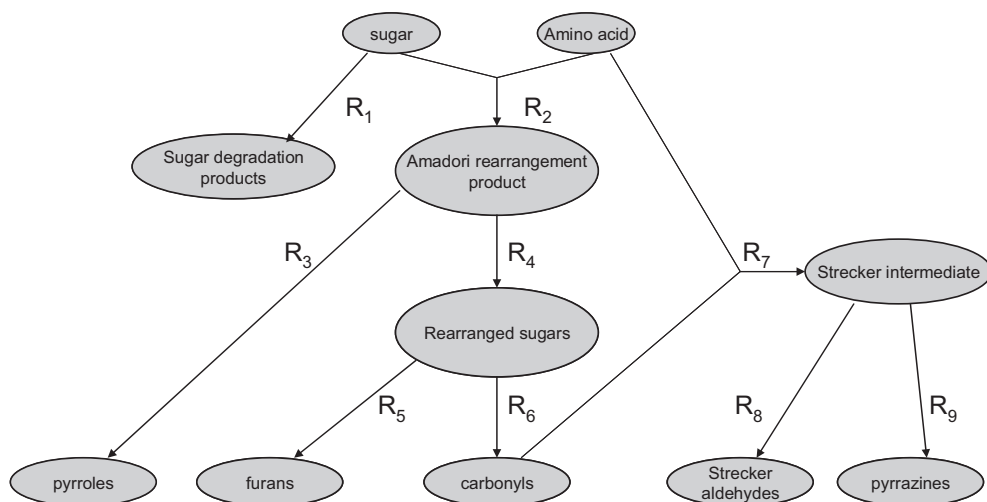 sugar
Amino acid
R₁
R₂
Sugar degradation
products
Amadori rearrangement
product
R₃
R₄
R₇
Strecker intermediate
Rearranged sugars
R₅
R₆
R₈
R₉
pyrroles
furans
carbonyls
Strecker
aldehydes
pyrrazines